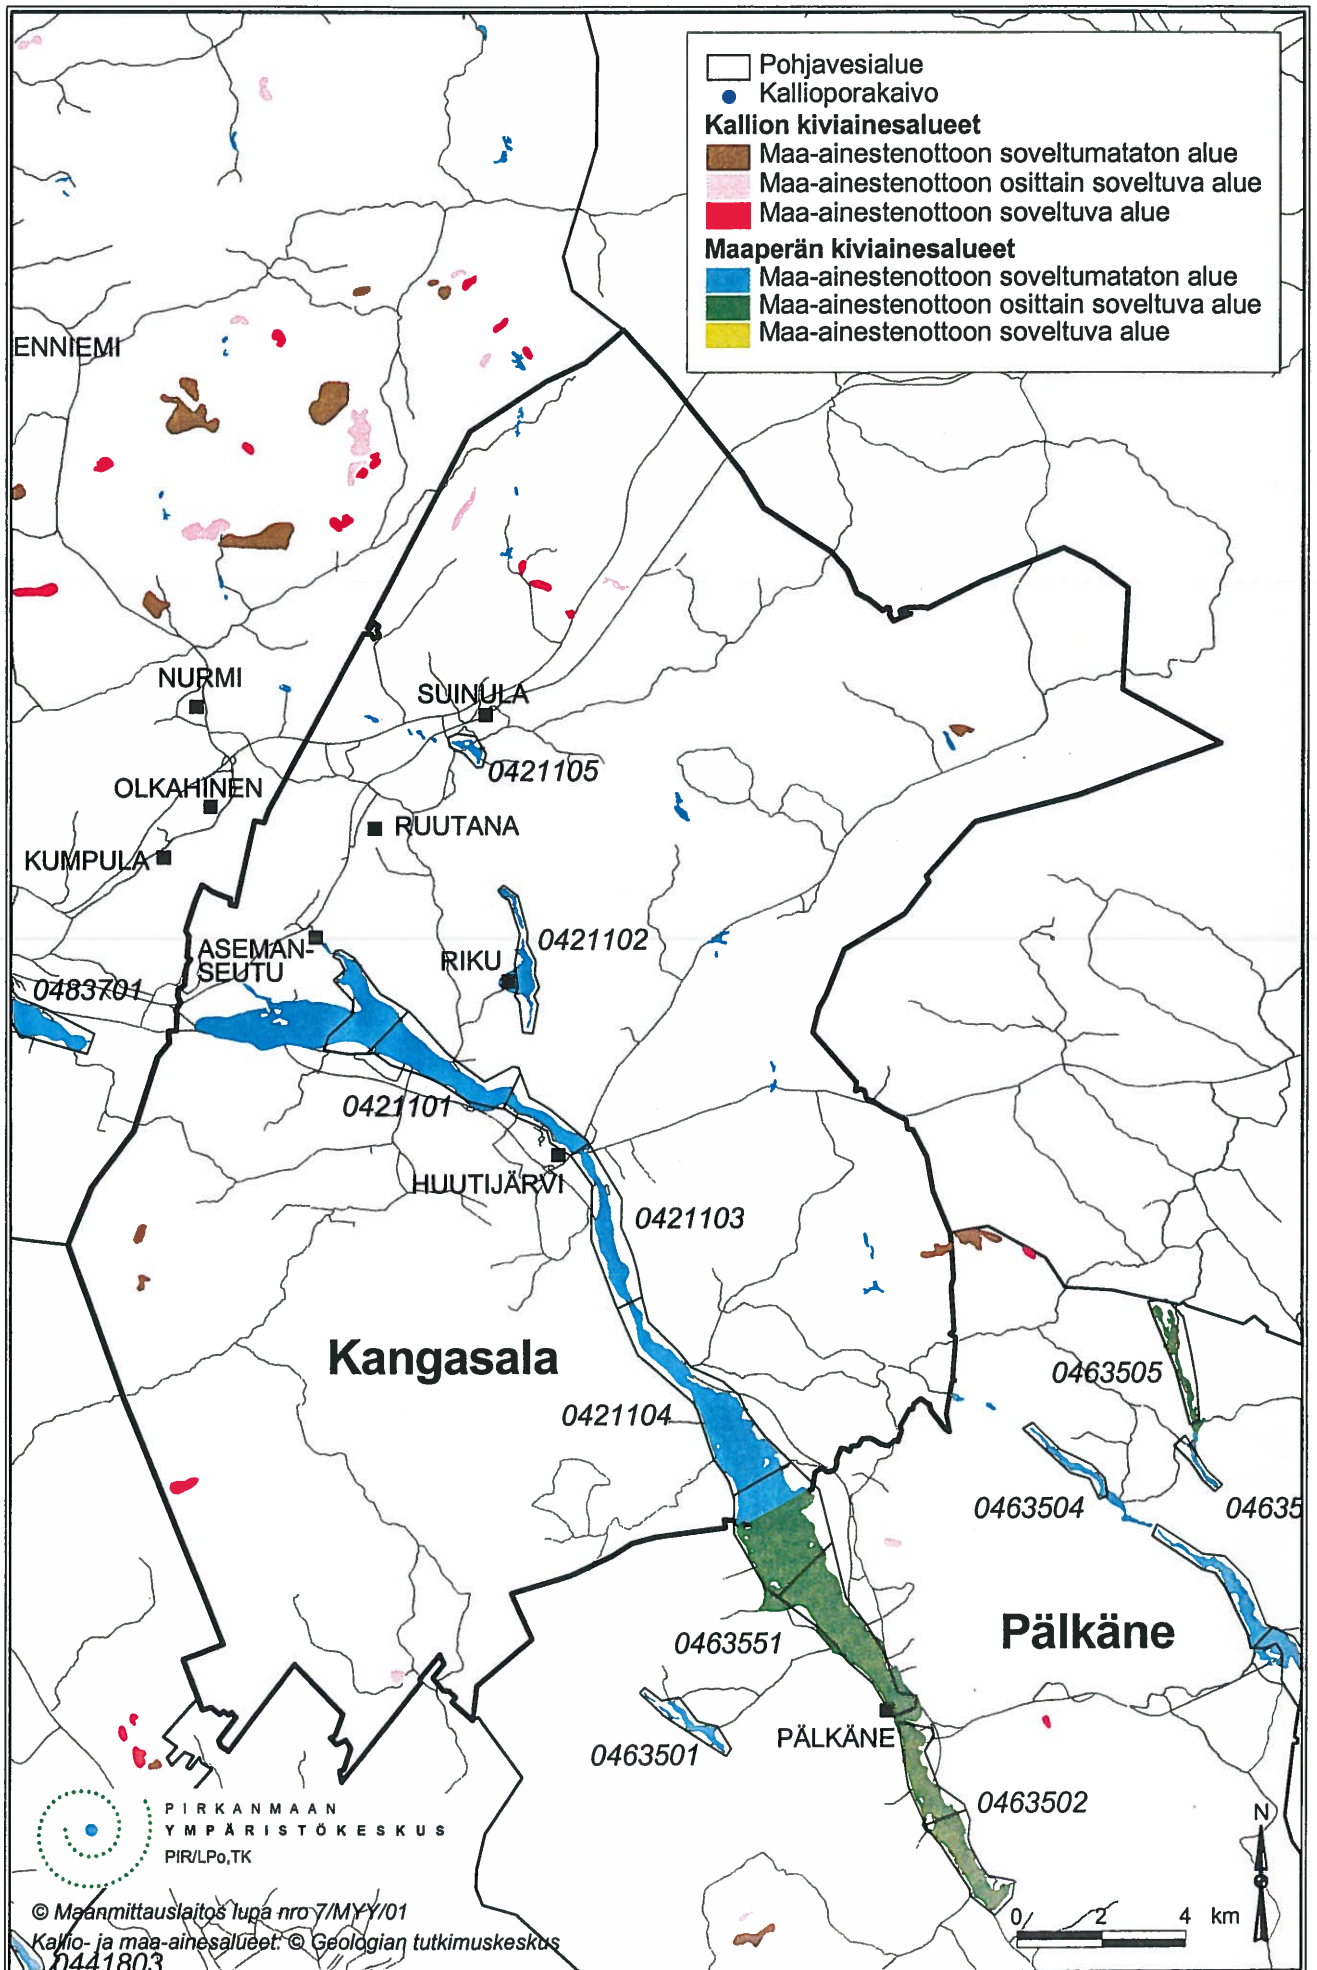 Pohjavesialue
Kallioporakaivo
Kallion kiviainesalueet
Maa-ainestenottoon soveltumataton alue
Maa-ainestenottoon osittain soveltuva alue
Maa-ainestenottoon soveltuva alue
Maaperän kiviainesalueet
Maa-ainestenottoon soveltumataton alue
Maa-ainestenottoon osittain soveltuva alue
Maa-ainestenottoon soveltuva alue
ENNIEMI
NURMI
SUINULA
0421105
OLKAHINEN
RUUTANA
KUMPULA
ASEMAN-
SEUTU
RIKU
0421102
0483701
0421101
HUUTIJÄRVI
0421103
Kangasala
0463505
0421104
0463504
04635
Pälkäne
0463551
0463501
PÄLKÄNE
0463502
N
0 2 4 km
PIRKANMAAN
YMPÄRISTÖKESKUS
PIR/LPo,TK
© Maanmittauslaitos lupa nro 7/MYY/01
Kallio- ja maa-ainesalueet: © Geologian tutkimuskeskus
0441803